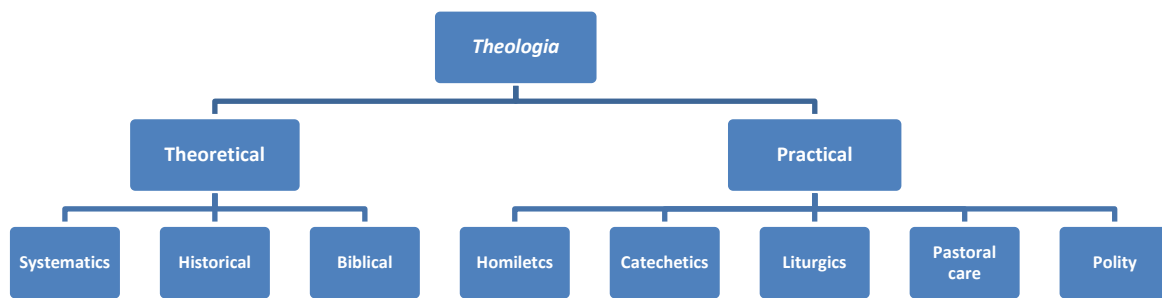 Theologia
Theoretical
Practical
Systematics
Historical
Biblical
Homiletcs
Catechetics
Liturgics
Pastoral
care
Polity